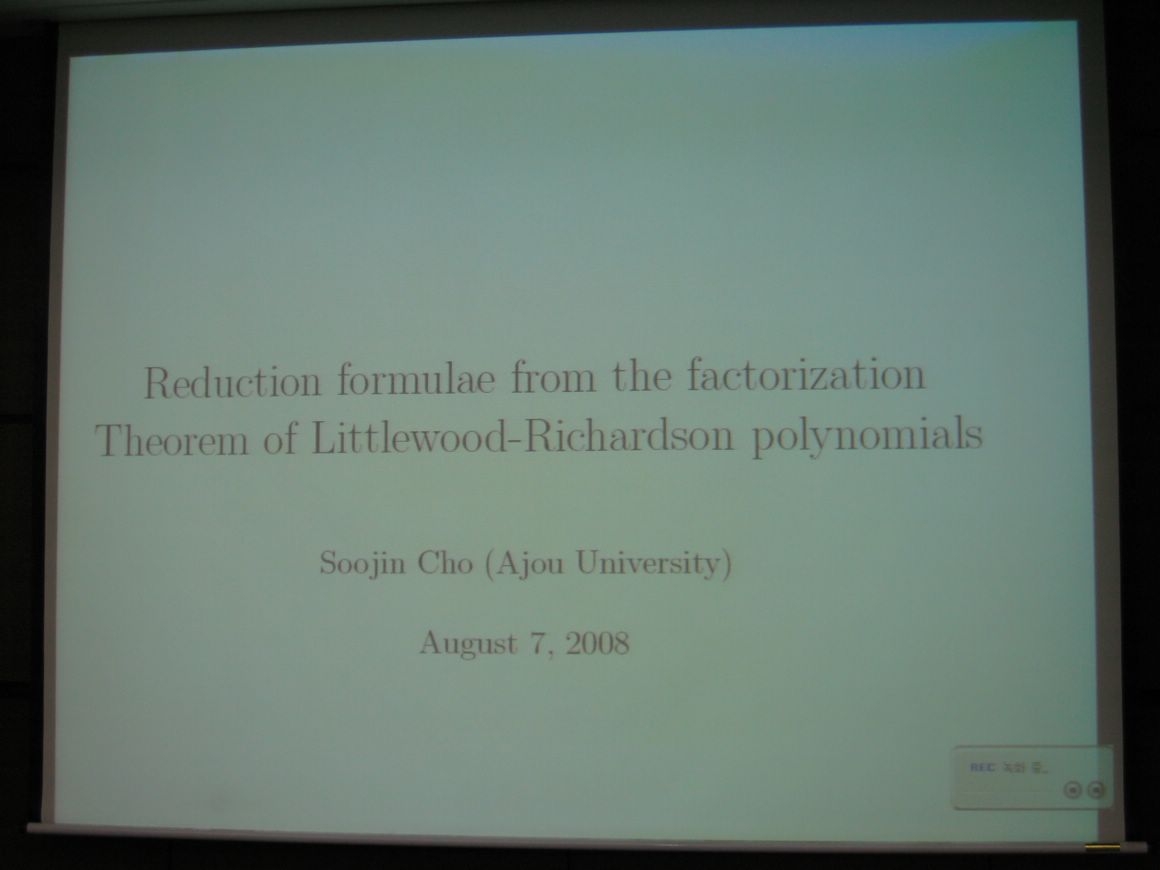 Reduction formulae from the factorization
Theorem of Littlewood-Richardson polynomials
Soojin Cho (Ajou University)
August 7, 2008
REC 녹화 중...